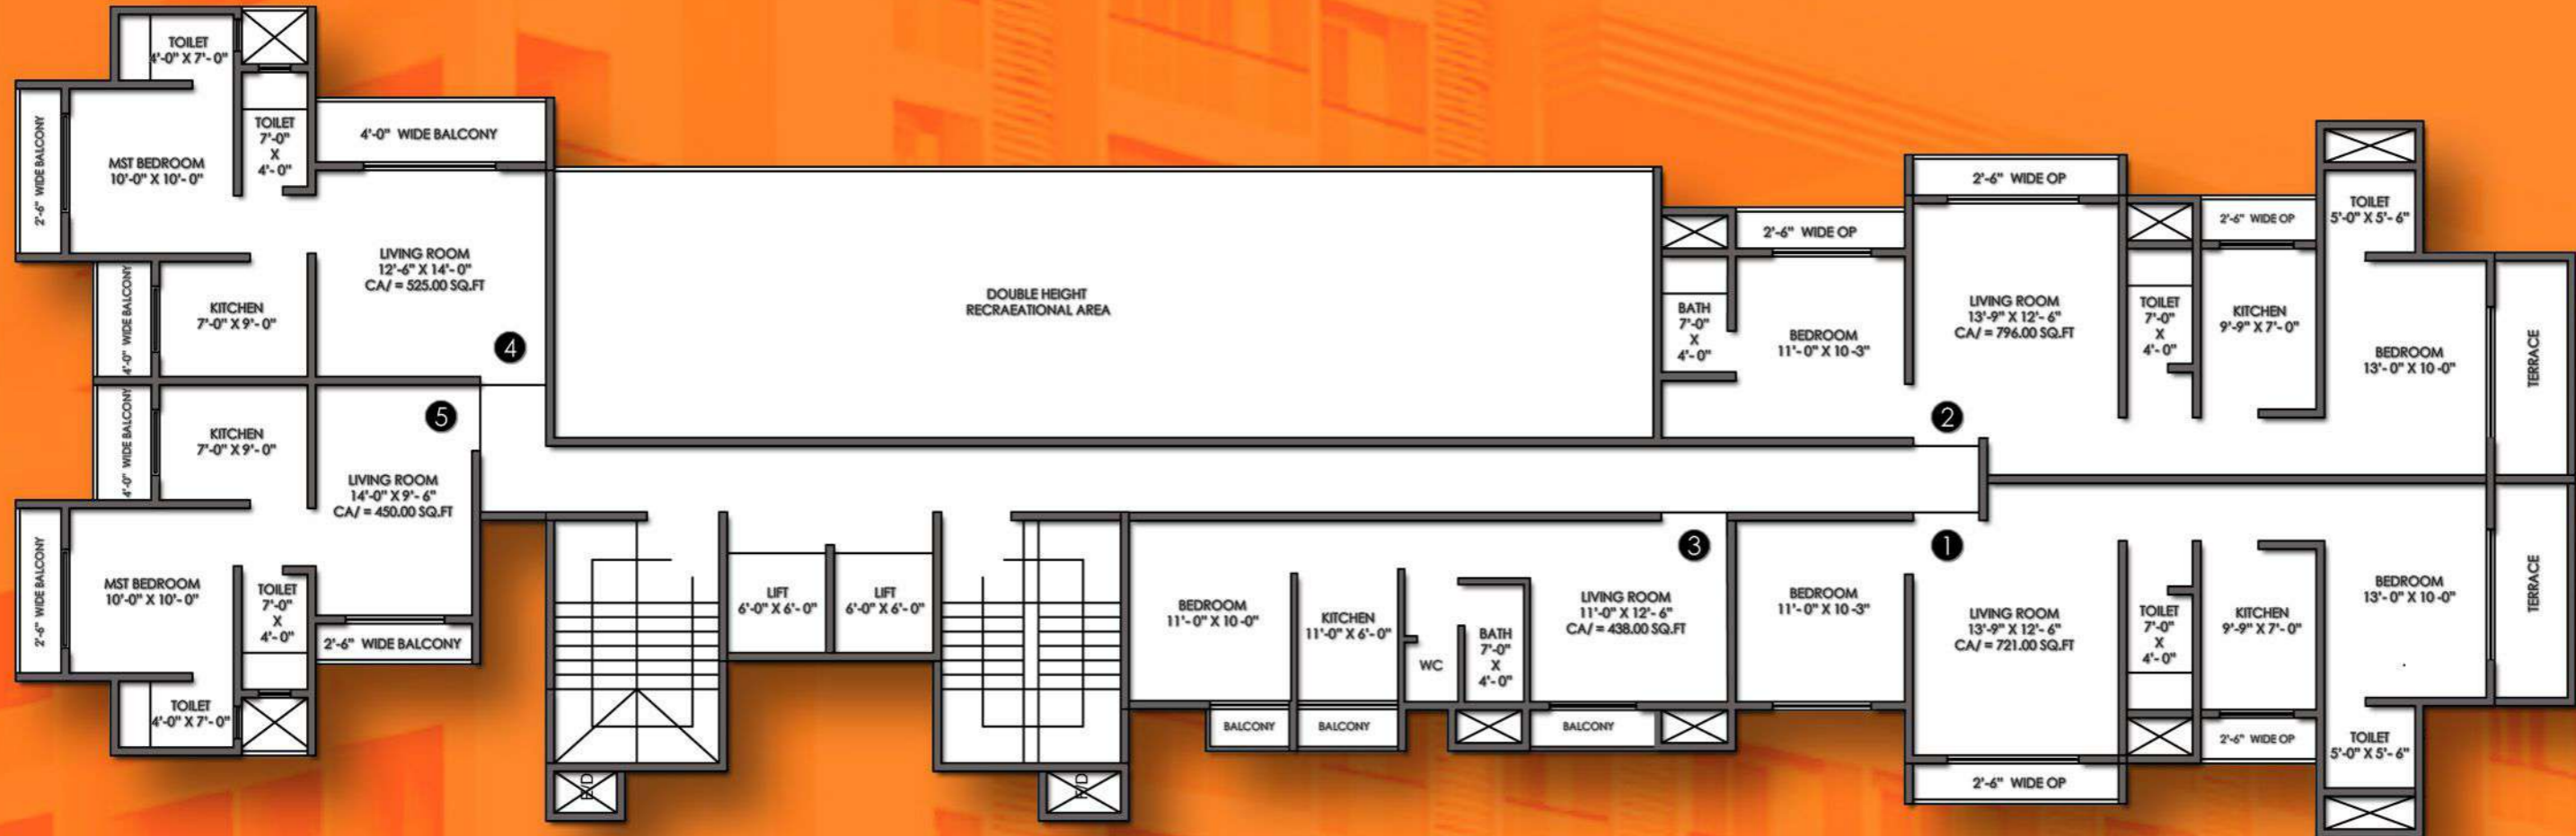 TOILET
4'-0" X 7'-0"
2'-6" WIDE BALCONY
MST BEDROOM
10'-0" X 10'-0"
TOILET
7'-0"
X
4'-0"
4'-0" WIDE BALCONY
LIVING ROOM
12'-6" X 14'-0"
CA/ = 525.00 SQ.FT
4'-0" WIDE BALCONY
KITCHEN
7'-0" X 9'-0"
4
4'-0" WIDE BALCONY
KITCHEN
7'-0" X 9'-0"
5
LIVING ROOM
14'-0" X 9'-6"
CA/ = 450.00 SQ.FT
2'-6" WIDE BALCONY
MST BEDROOM
10'-0" X 10'-0"
TOILET
7'-0"
X
4'-0"
2'-6" WIDE BALCONY
TOILET
4'-0" X 7'-0"
DOUBLE HEIGHT
RECRAEATIONAL AREA
LIFT
6'-0" X 6'-0"
LIFT
6'-0" X 6'-0"
F/D
F/D
BATH
7'-0"
X
4'-0"
2'-6" WIDE OP
BEDROOM
11'-0" X 10-3"
2'-6" WIDE OP
LIVING ROOM
13'-9" X 12'-6"
CA/ = 796.00 SQ.FT
2
TOILET
7'-0"
X
4'-0"
2'-6" WIDE OP
KITCHEN
9'-9" X 7'-0"
TOILET
5'-0" X 5'-6"
BEDROOM
13'-0" X 10-0"
TERRACE
BEDROOM
11'-0" X 10-0"
BALCONY
KITCHEN
11'-0" X 6'-0"
BALCONY
WC
BATH
7'-0"
X
4'-0"
3
LIVING ROOM
11'-0" X 12'-6"
CA/ = 438.00 SQ.FT
BALCONY
BEDROOM
11'-0" X 10-3"
1
LIVING ROOM
13'-9" X 12'-6"
CA/ = 721.00 SQ.FT
2'-6" WIDE OP
TOILET
7'-0"
X
4'-0"
KITCHEN
9'-9" X 7'-0"
2'-6" WIDE OP
BEDROOM
13'-0" X 10-0"
TERRACE
TOILET
5'-0" X 5'-6"